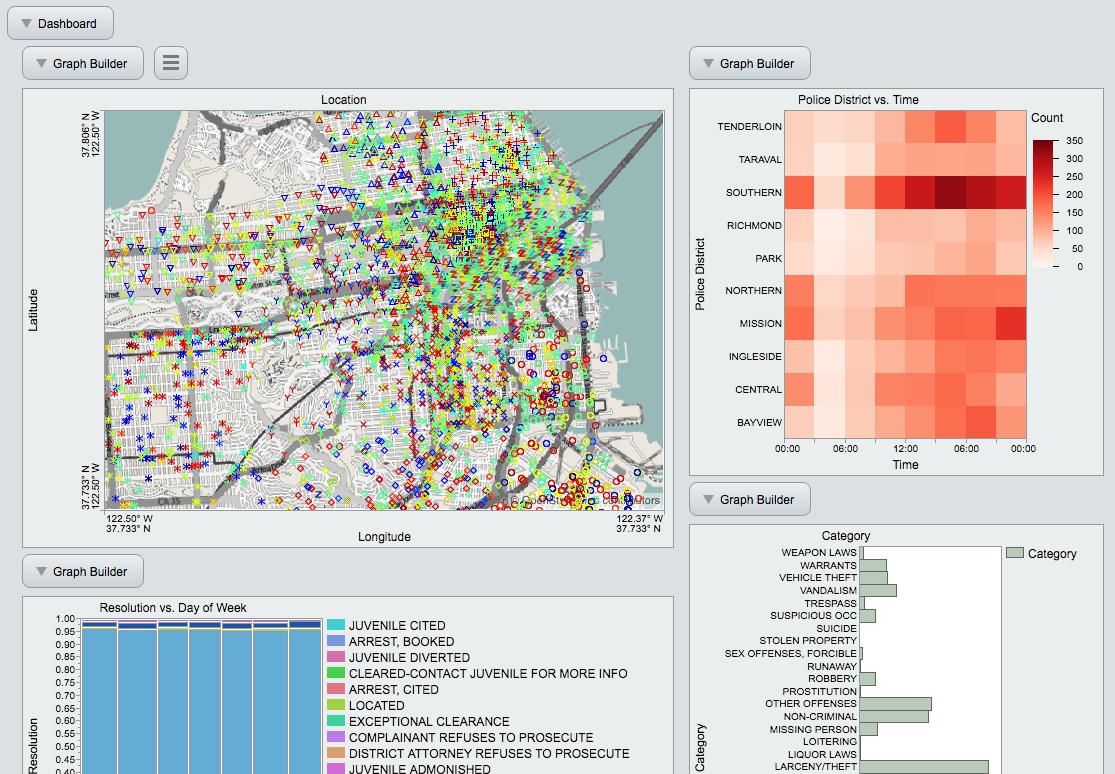 Dashboard
Graph Builder
Location
37.896° N
122.50° W
Latitude
37.733° N
122.50° W
122.50° W
37.733° N
122.37° W
37.733° N
Longitude
Graph Builder
Resolution vs. Day of Week
Resolution
1.00
0.95
0.90
0.85
0.80
0.75
0.70
0.65
0.60
0.55
0.50
0.45
0.40
JUVENILE CITED
ARREST, BOOKED
JUVENILE DIVERTED
CLEARED-CONTACT JUVENILE FOR MORE INFO
ARREST, CITED
LOCATED
EXCEPTIONAL CLEARANCE
COMPLAINANT REFUSES TO PROSECUTE
DISTRICT ATTORNEY REFUSES TO PROSECUTE
JUVENILE ADMONISHED
Graph Builder
Police District vs. Time
Police District
TENDERLOIN
TARAVAL
SOUTHERN
RICHMOND
PARK
NORTHERN
MISSION
INGLESIDE
CENTRAL
BAYVIEW
00:00 06:00 12:00 06:00 00:00
Time
Count
350
300
250
200
150
100
50
0
Graph Builder
Category
Category
WEAPON LAWS
WARRANTS
VEHICLE THEFT
VANDALISM
TRESPASS
SUSPICIOUS OCC
SUICIDE
STOLEN PROPERTY
SEX OFFENSES, FORCIBLE
RUNAWAY
ROBBERY
PROSTITUTION
OTHER OFFENSES
NON-CRIMINAL
MISSING PERSON
LOITERING
LIQUOR LAWS
LARCENY/THEFT
Category